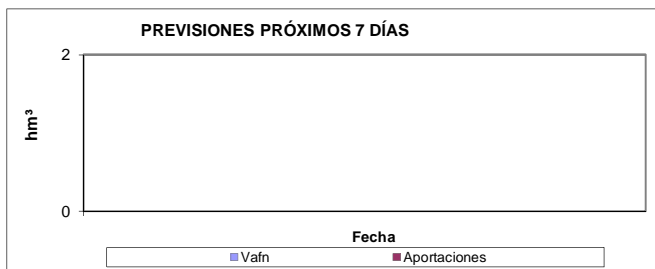 PREVISIONES PRÓXIMOS 7 DÍAS
2
hm³
0
Fecha
Vafn Aportaciones